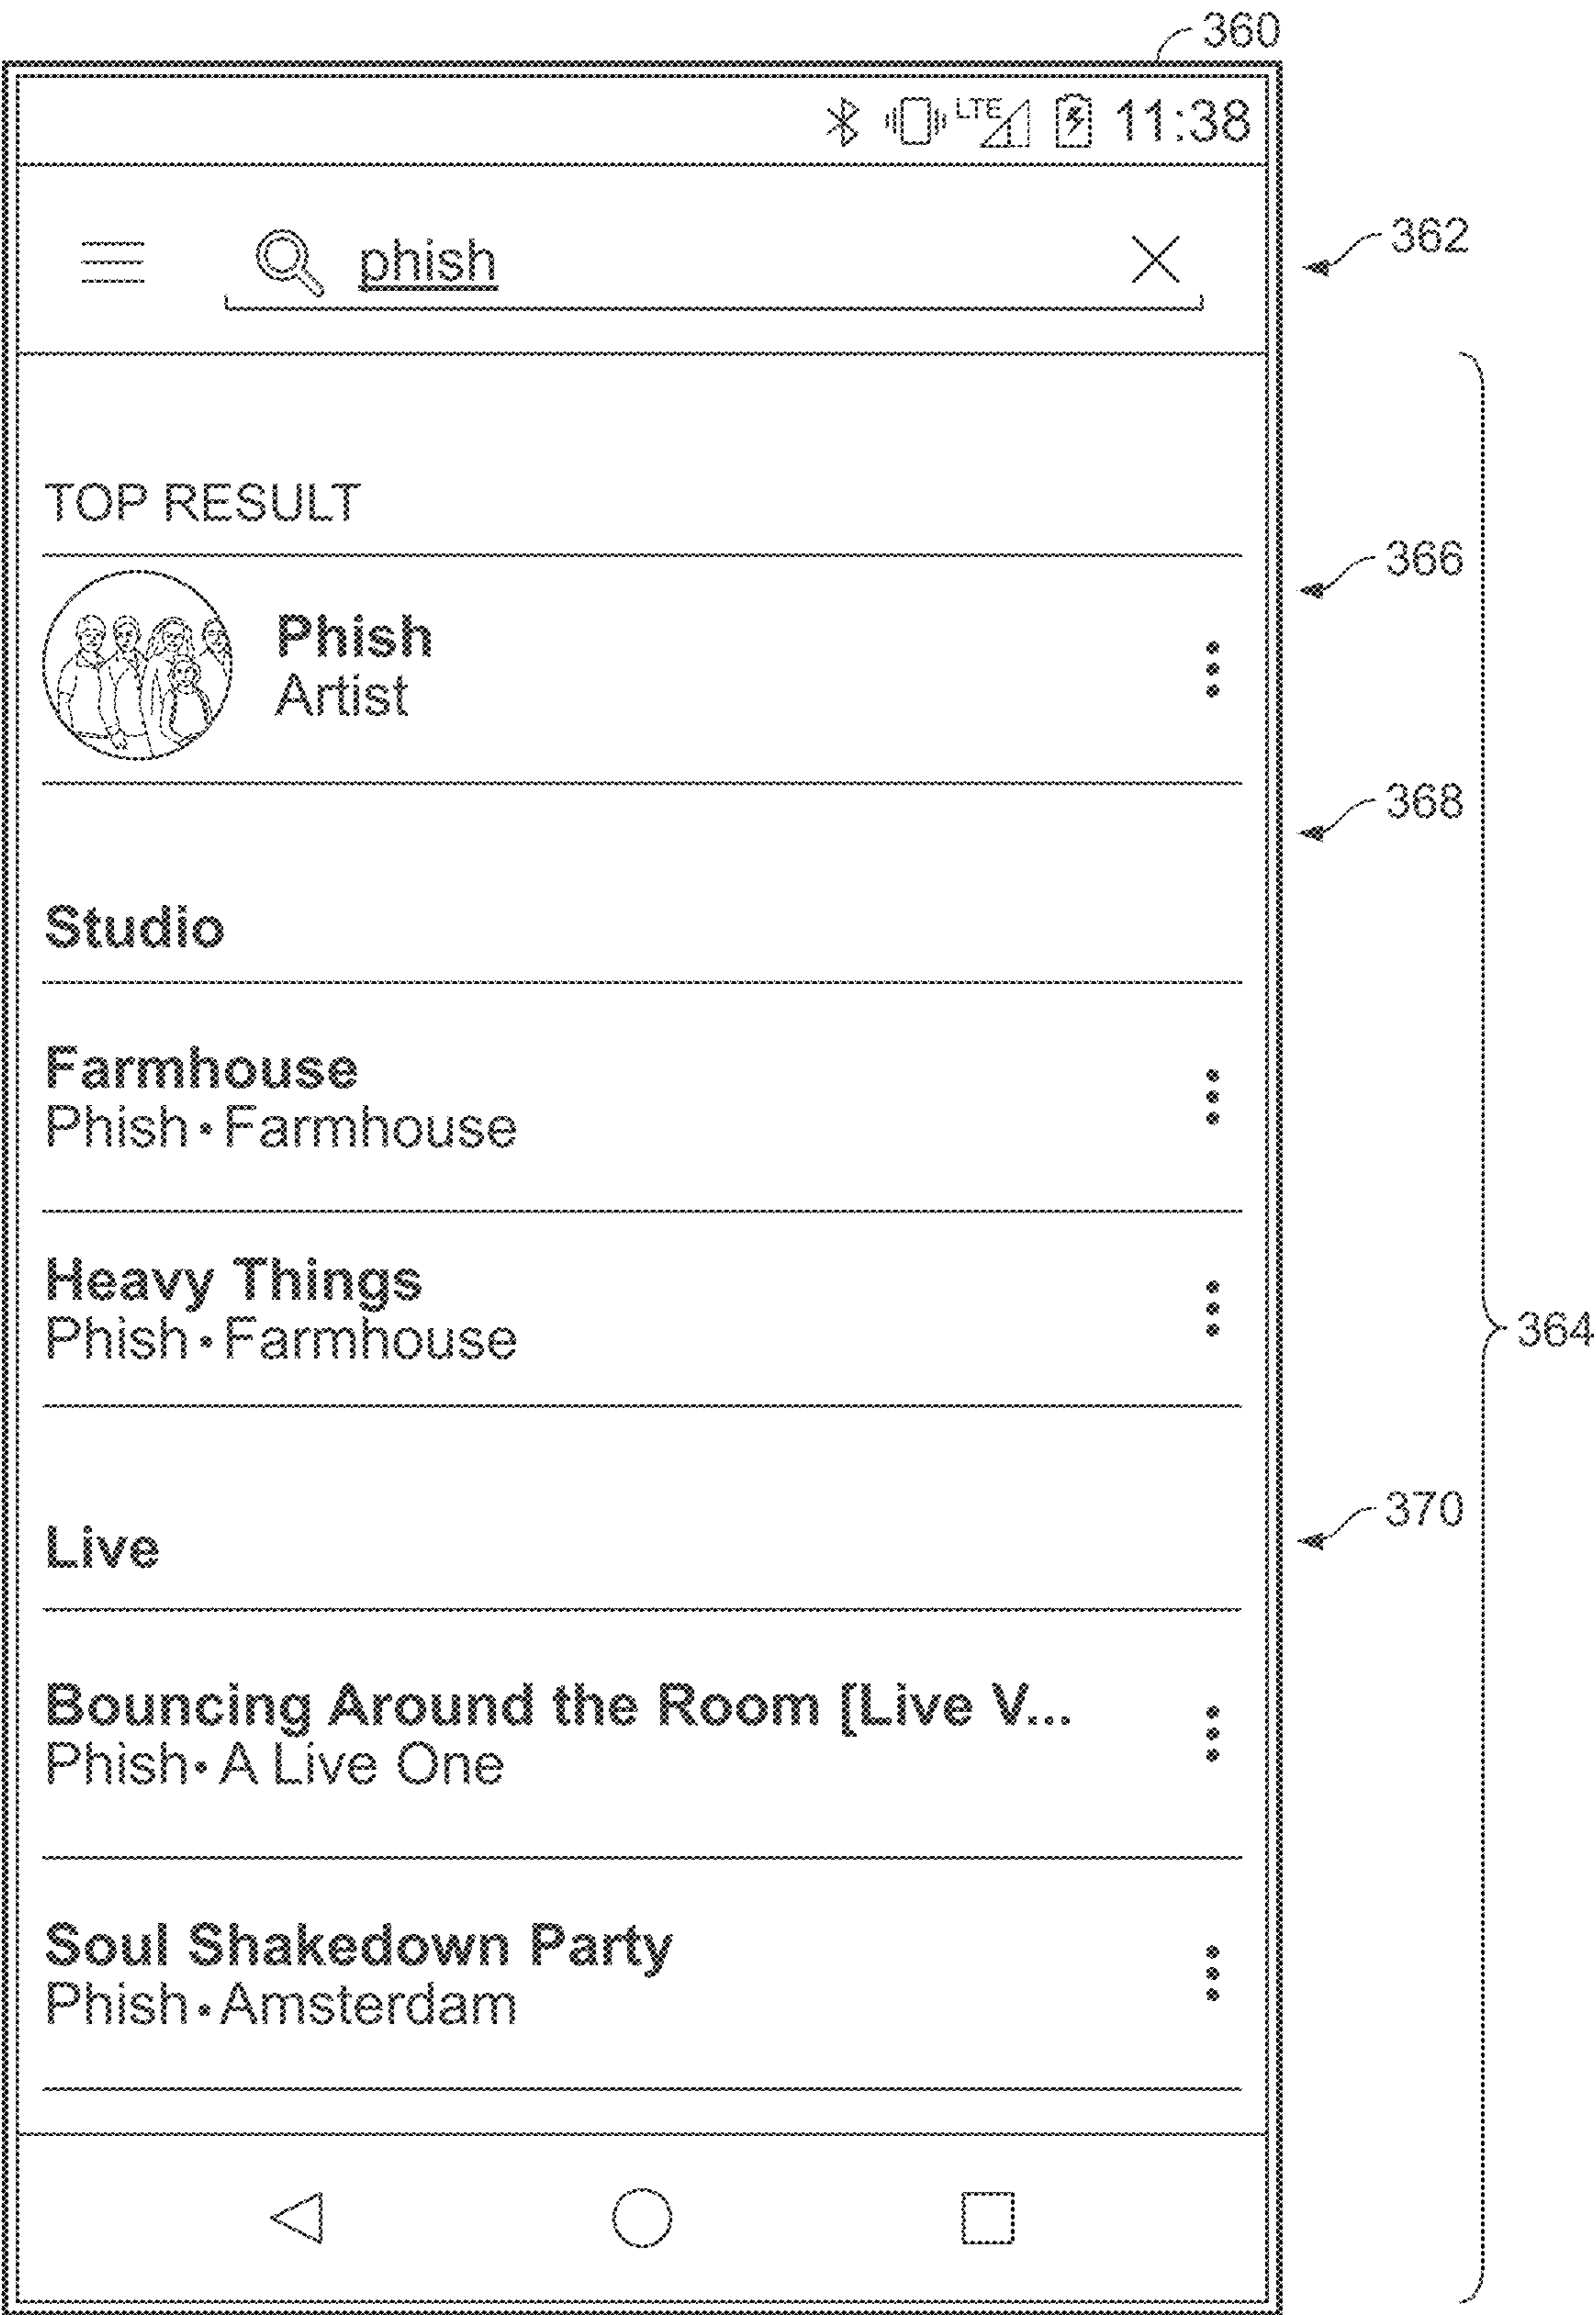 360
LTE 11:38
phish
362
TOP RESULT
366
Phish
Artist
368
Studio
Farmhouse
Phish • Farmhouse
Heavy Things
Phish • Farmhouse
364
370
Live
Bouncing Around the Room [Live V...
Phish • A Live One
Soul Shakedown Party
Phish • Amsterdam